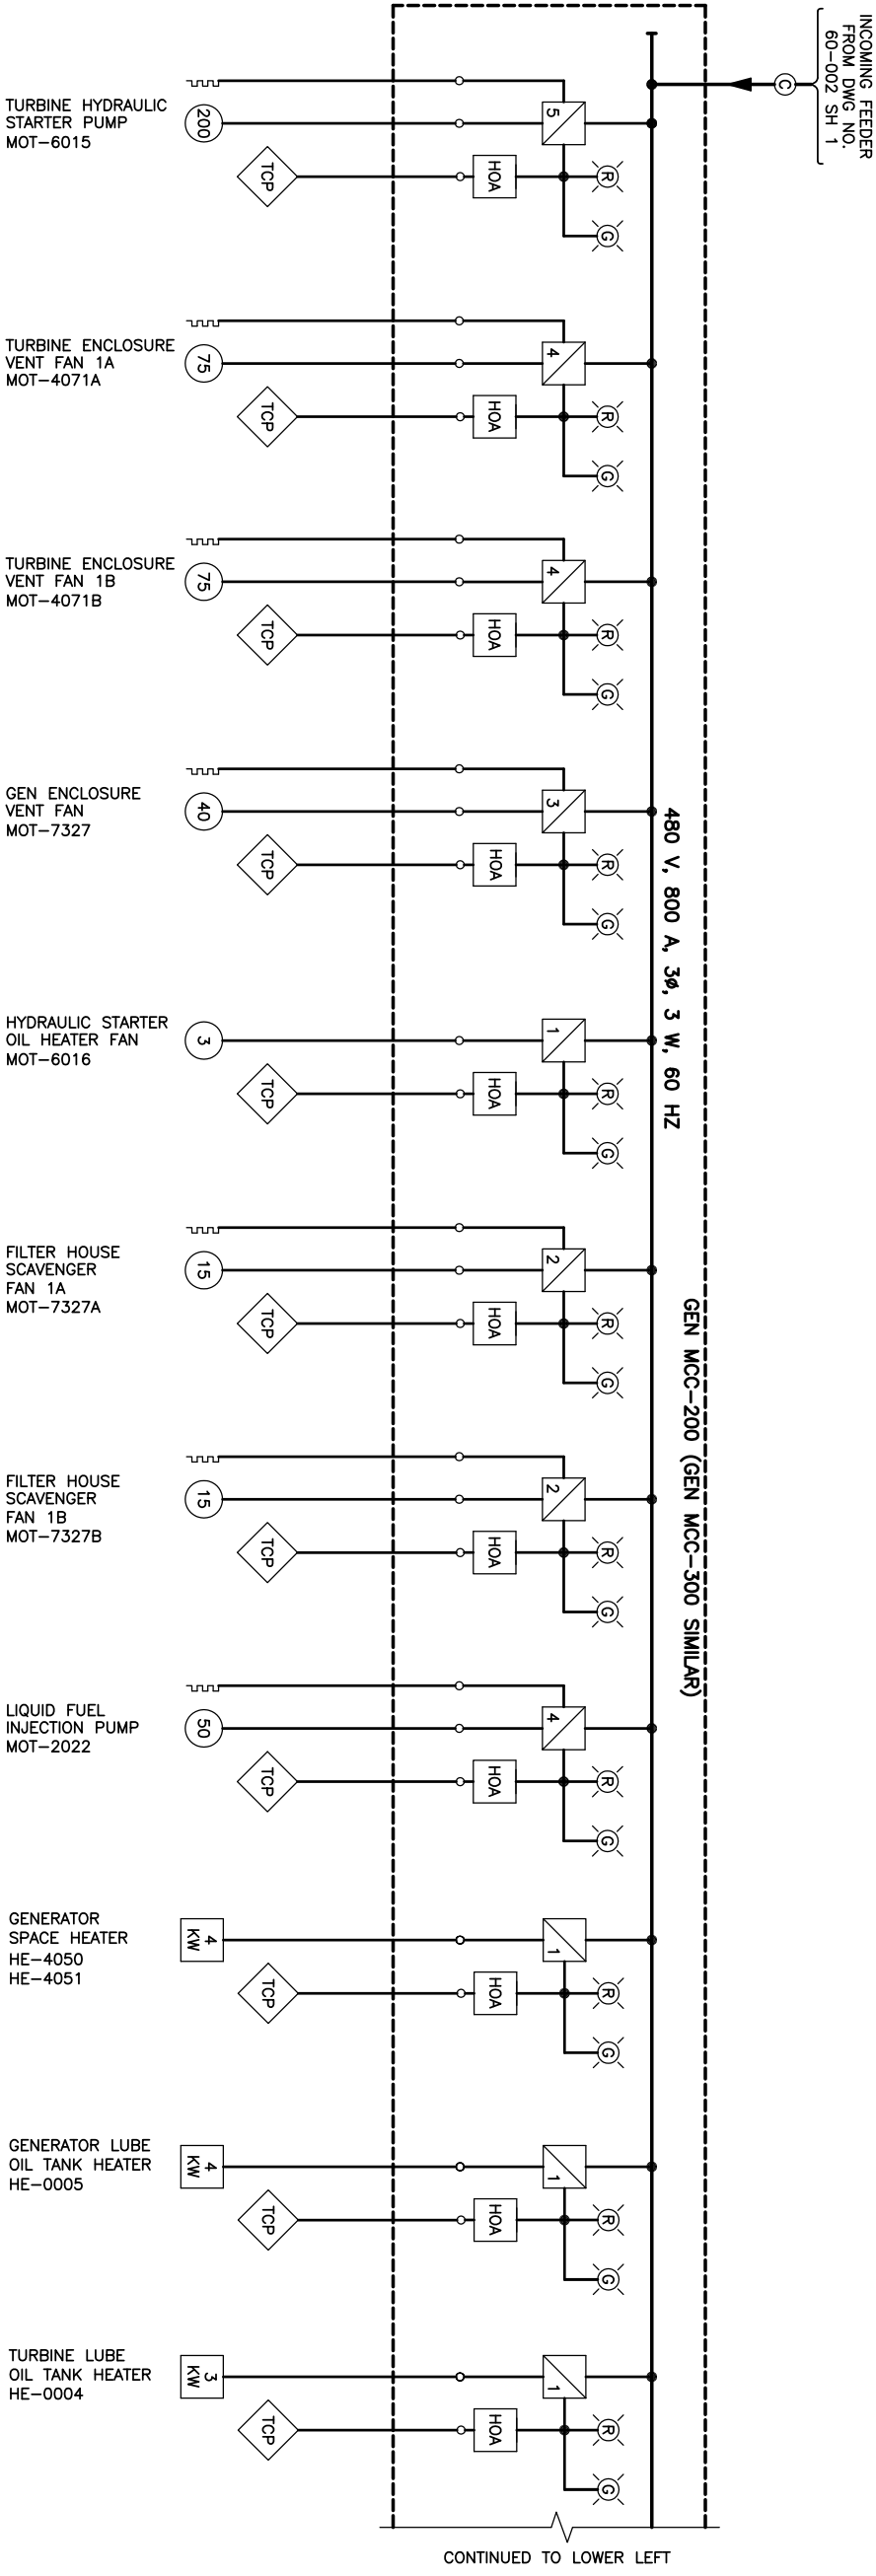 INCOMING FEEDER
FROM DWG NO.
60-002 SH 1
C
480 V, 800 A, 3ø, 3 W, 60 HZ
GEN MCC-200 (GEN MCC-300 SIMILAR)
TURBINE HYDRAULIC
STARTER PUMP
MOT-6015
200
5
TCP
HOA
R
G
TURBINE ENCLOSURE
VENT FAN 1A
MOT-4071A
75
4
TCP
HOA
R
G
TURBINE ENCLOSURE
VENT FAN 1B
MOT-4071B
75
4
TCP
HOA
R
G
GEN ENCLOSURE
VENT FAN
MOT-7327
40
3
TCP
HOA
R
G
HYDRAULIC STARTER
OIL HEATER FAN
MOT-6016
3
1
TCP
HOA
R
G
FILTER HOUSE
SCAVENGER
FAN 1A
MOT-7327A
15
2
TCP
HOA
R
G
FILTER HOUSE
SCAVENGER
FAN 1B
MOT-7327B
15
2
TCP
HOA
R
G
LIQUID FUEL
INJECTION PUMP
MOT-2022
50
4
TCP
HOA
R
G
GENERATOR
SPACE HEATER
HE-4050
HE-4051
4
KW
1
TCP
HOA
R
G
GENERATOR LUBE
OIL TANK HEATER
HE-0005
4
KW
1
TCP
HOA
R
G
TURBINE LUBE
OIL TANK HEATER
HE-0004
3
KW
1
TCP
HOA
R
G
CONTINUED TO LOWER LEFT